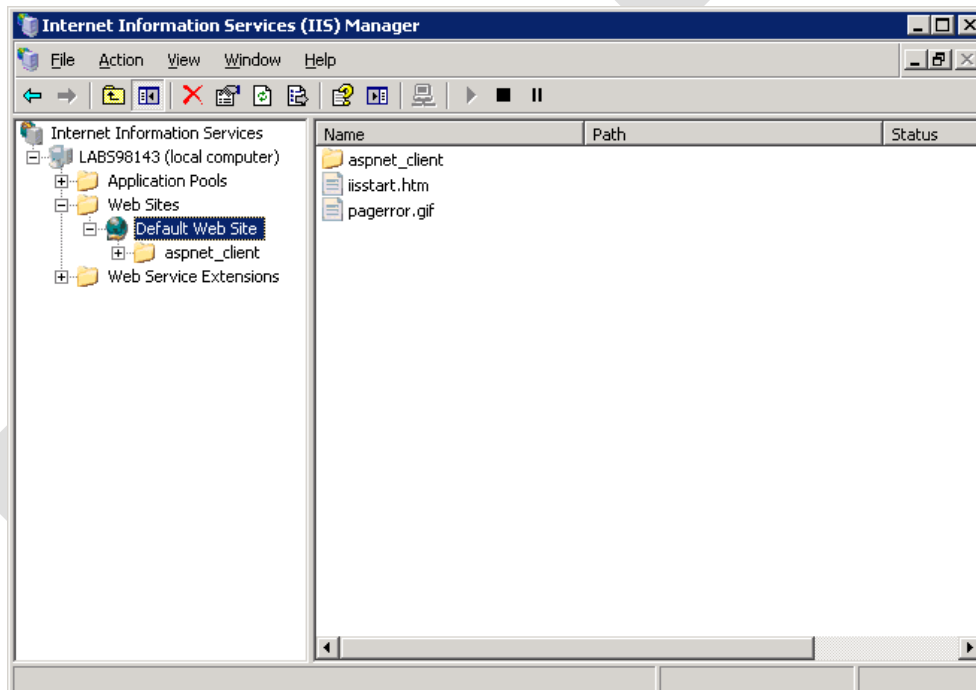 Internet Information Services (IIS) Manager
File Action View Window Help
Internet Information Services
LABS98143 (local computer)
Application Pools
Web Sites
Default Web Site
aspnet_client
Web Service Extensions
Name Path Status
aspnet_client
iisstart.htm
pagerror.gif